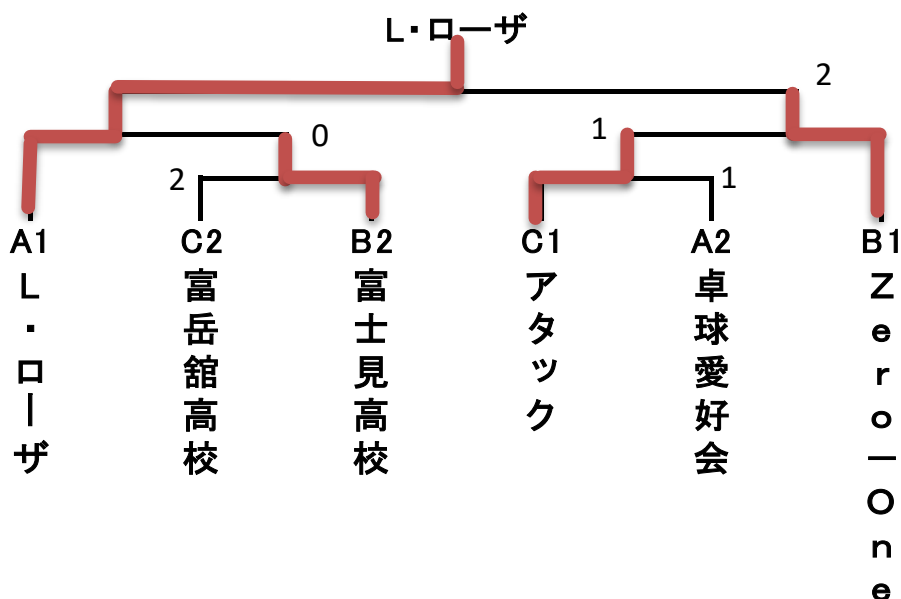 L・ローザ
2
0
1
2
1
A1
C2
B2
C1
A2
B1
L・ローザ
富岳舘高校
富士見高校
アタック
卓球愛好会
Zero－One